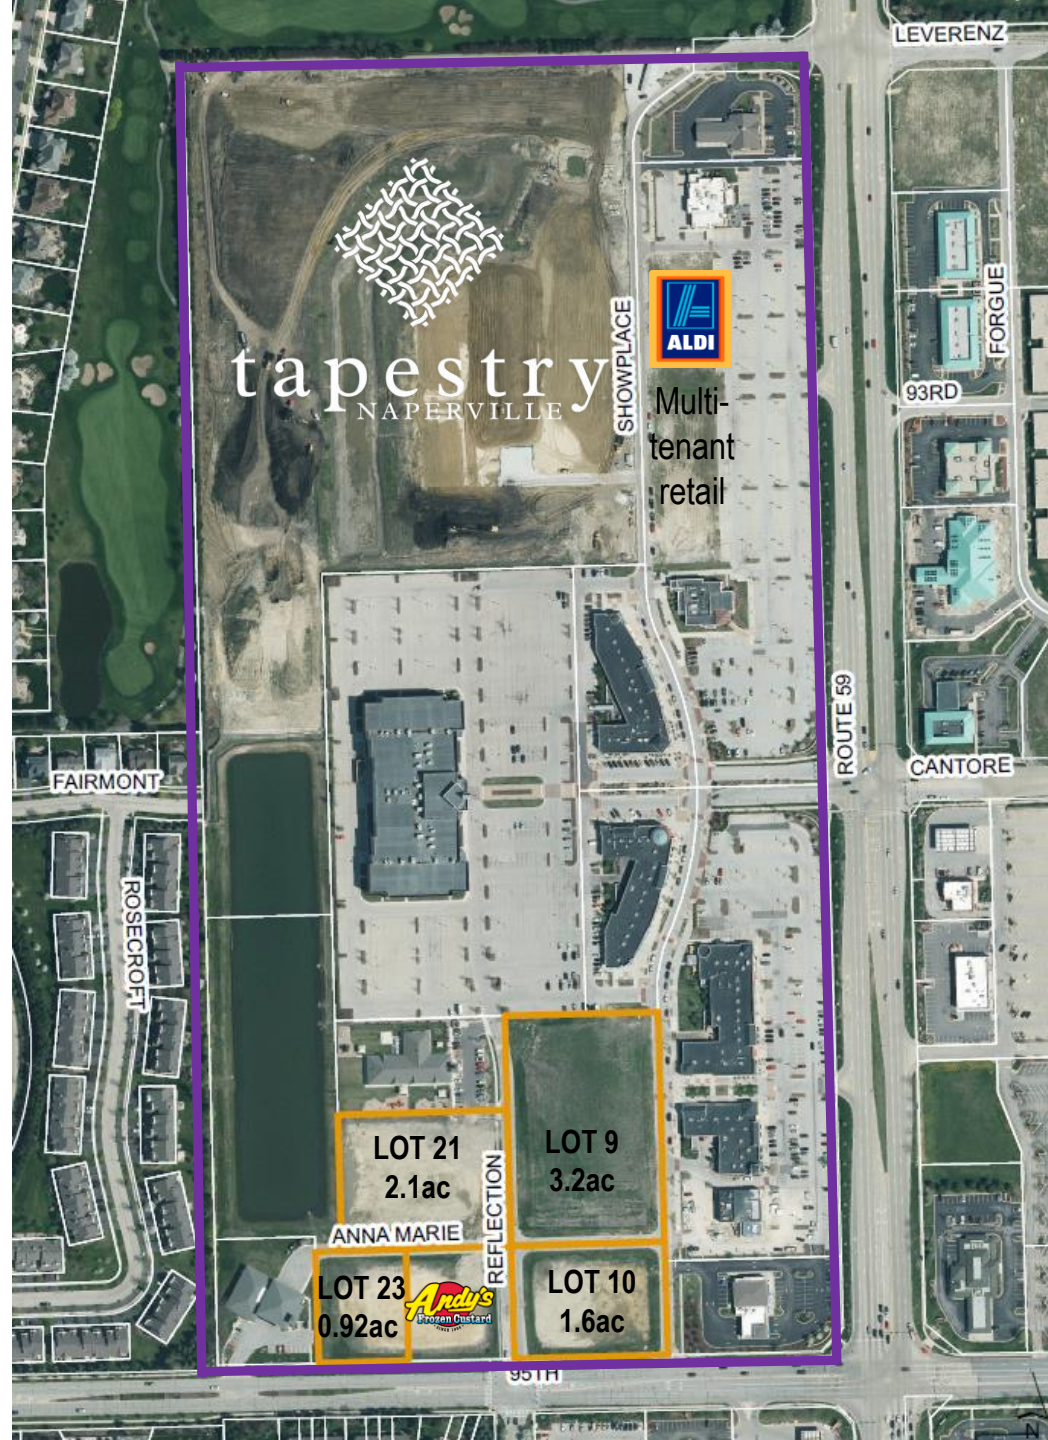 LEVERENZ
tapestry
NAPERVILLE
SHOWPLACE
ALDI
Multi-
tenant
retail
FORGUE
93RD
ROUTE 59
CANTORE
FAIRMONT
ROSECROFT
LOT 21
2.1ac
LOT 9
3.2ac
REFLECTION
ANNA MARIE
LOT 23
0.92ac
Andy's
Frozen Custard
LOT 10
1.6ac
95TH
N